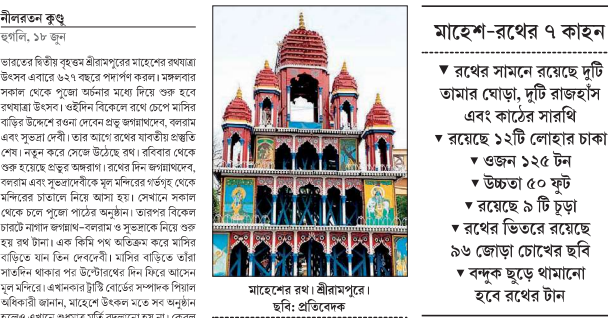 নীলরতন কুণ্ডু
হুগলি, ১৮ জুন
ভারতের দ্বিতীয় বৃহত্তম শ্রীরামপুরের মাহেশের রথযাত্রা
উৎসব এবারে ৬২৭ বছরে পদার্পণ করল। মঙ্গলবার
সকাল থেকে পুজো অর্চনার মধ্যে দিয়ে শুরু হবে
রথযাত্রা উৎসব। ওইদিন বিকেলে রথে চেপে মাসির
বাড়ির উদ্দেশে রওনা দেবেন প্রভু জগন্নাথদেব, বলরাম
এবং সুভদ্রা দেবী। তার আগে রথের যাবতীয় প্রস্তুতি
শেষ। নতুন করে সেজে উঠেছে রথ। রবিবার থেকে
শুরু হয়েছে প্রভুর অঙ্গরাগ। রথের দিন জগন্নাথদেব,
বলরাম এবং সুভদ্রাদেবীকে মূল মন্দিরের গর্ভগৃহ থেকে
মন্দিরের চাতালে নিয়ে আসা হয়। সেখানে সকাল
থেকে চলে পুজো পাঠের অনুষ্ঠান। তারপর বিকেল
চারটে নাগাদ জগন্নাথ-বলরাম ও সুভদ্রাকে নিয়ে শুরু
হয় রথ টানা। এক কিমি পথ অতিক্রম করে মাসির
বাড়িতে যান তিন দেবদেবী। মাসির বাড়িতে তাঁরা
সাতদিন থাকার পর উল্টোরথের দিন ফিরে আসেন
মূল মন্দিরে। এখানকার ট্রাস্টি বোর্ডের সম্পাদক পিয়াল
অধিকারী জানান, মাহেশে উৎকল মতে সব অনুষ্ঠান
মাহেশের রথ। শ্রীরামপুরে।
ছবি: প্রতিবেদক
মাহেশ-রথের ৭ কাহন
▼ রথের সামনে রয়েছে দুটি
তামার ঘোড়া, দুটি রাজহাঁস
এবং কাঠের সারথি
▼ রয়েছে ১২টি লোহার চাকা
▼ ওজন ১২৫ টন
▼ উচ্চতা ৫০ ফুট
▼ রয়েছে ৯ টি চূড়া
▼ রথের ভিতরে রয়েছে
৯৬ জোড়া চোখের ছবি
▼ বন্দুক ছুড়ে থামানো
হবে রথের টান